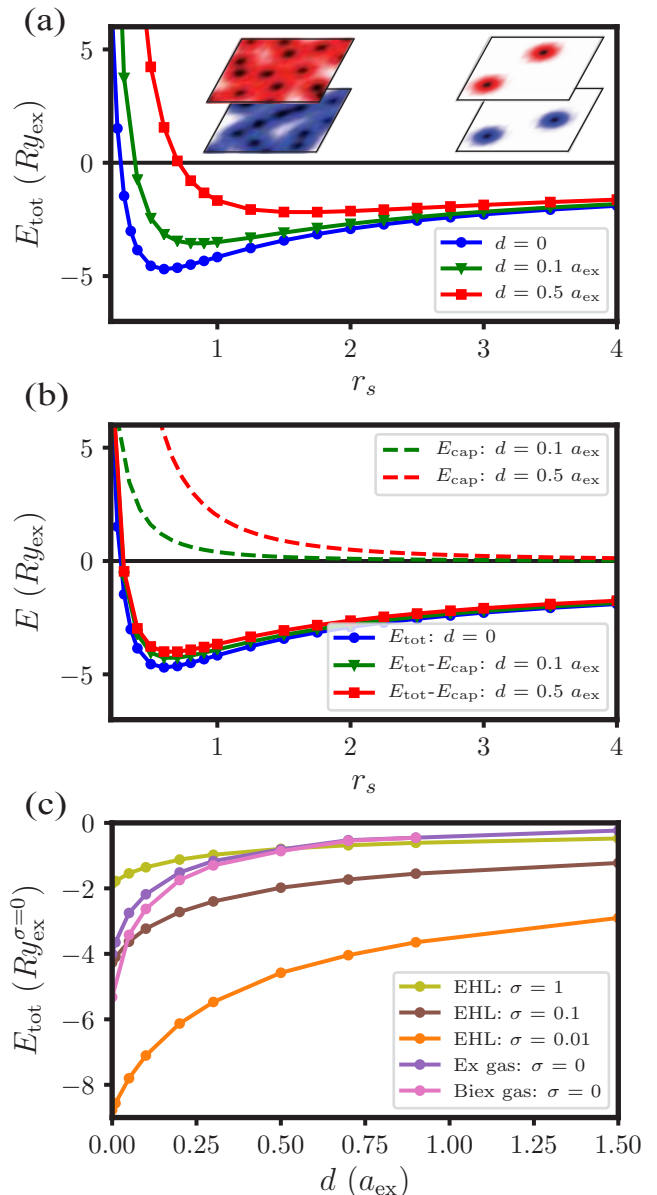 (a)
5
0
−5
E_tot (Ry_ex)
d = 0
d = 0.1 a_ex
d = 0.5 a_ex
1 2 3 4
r_s
(b)
5
0
−5
E (Ry_ex)
E_cap: d = 0.1 a_ex
E_cap: d = 0.5 a_ex
E_tot: d = 0
E_tot-E_cap: d = 0.1 a_ex
E_tot-E_cap: d = 0.5 a_ex
1 2 3 4
r_s
(c)
0
−2
−4
−6
−8
E_tot (Ry_ex^σ=0)
EHL: σ = 1
EHL: σ = 0.1
EHL: σ = 0.01
Ex gas: σ = 0
Biex gas: σ = 0
0.00 0.25 0.50 0.75 1.00 1.25 1.50
d (a_ex)